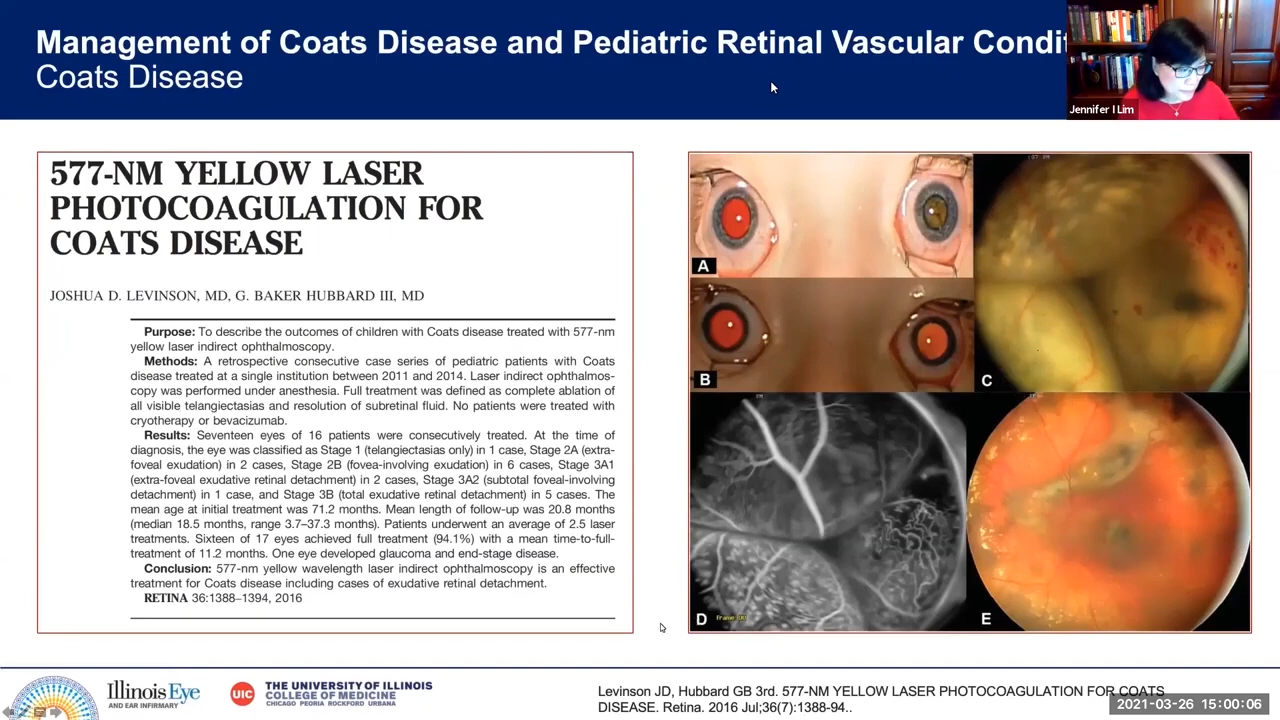 Management of Coats Disease and Pediatric Retinal Vascular Condit
Coats Disease
Jennifer I Lim
577-NM YELLOW LASER
PHOTOCOAGULATION FOR
COATS DISEASE
JOSHUA D. LEVINSON, MD, G. BAKER HUBBARD III, MD
Purpose: To describe the outcomes of children with Coats disease treated with 577-nm
yellow laser indirect ophthalmoscopy.
Methods: A retrospective consecutive case series of pediatric patients with Coats
disease treated at a single institution between 2011 and 2014. Laser indirect ophthalmos-
copy was performed under anesthesia. Full treatment was defined as complete ablation of
all visible telangiectasias and resolution of subretinal fluid. No patients were treated with
cryotherapy or bevacizumab.
Results: Seventeen eyes of 16 patients were consecutively treated. At the time of
diagnosis, the eye was classified as Stage 1 (telangiectasias only) in 1 case, Stage 2A (extra-
foveal exudation) in 2 cases, Stage 2B (fovea-involving exudation) in 6 cases, Stage 3A1
(extra-foveal exudative retinal detachment) in 2 cases, Stage 3A2 (subtotal foveal-involving
detachment) in 1 case, and Stage 3B (total exudative retinal detachment) in 5 cases. The
mean age at initial treatment was 71.2 months. Mean length of follow-up was 20.8 months
(median 18.5 months, range 3.7–37.3 months). Patients underwent an average of 2.5 laser
treatments. Sixteen of 17 eyes achieved full treatment (94.1%) with a mean time-to-full-
treatment of 11.2 months. One eye developed glaucoma and end-stage disease.
Conclusion: 577-nm yellow wavelength laser indirect ophthalmoscopy is an effective
treatment for Coats disease including cases of exudative retinal detachment.
RETINA 36:1388–1394, 2016
A
B
C
D
E
Illinois Eye
AND EAR INFIRMARY
UIC
THE UNIVERSITY OF ILLINOIS
COLLEGE OF MEDICINE
CHICAGO PEORIA ROCKFORD URBANA
Levinson JD, Hubbard GB 3rd. 577-NM YELLOW LASER PHOTOCOAGULATION FOR COATS
DISEASE. Retina. 2016 Jul;36(7):1388-94..
2021-03-26 15:00:06